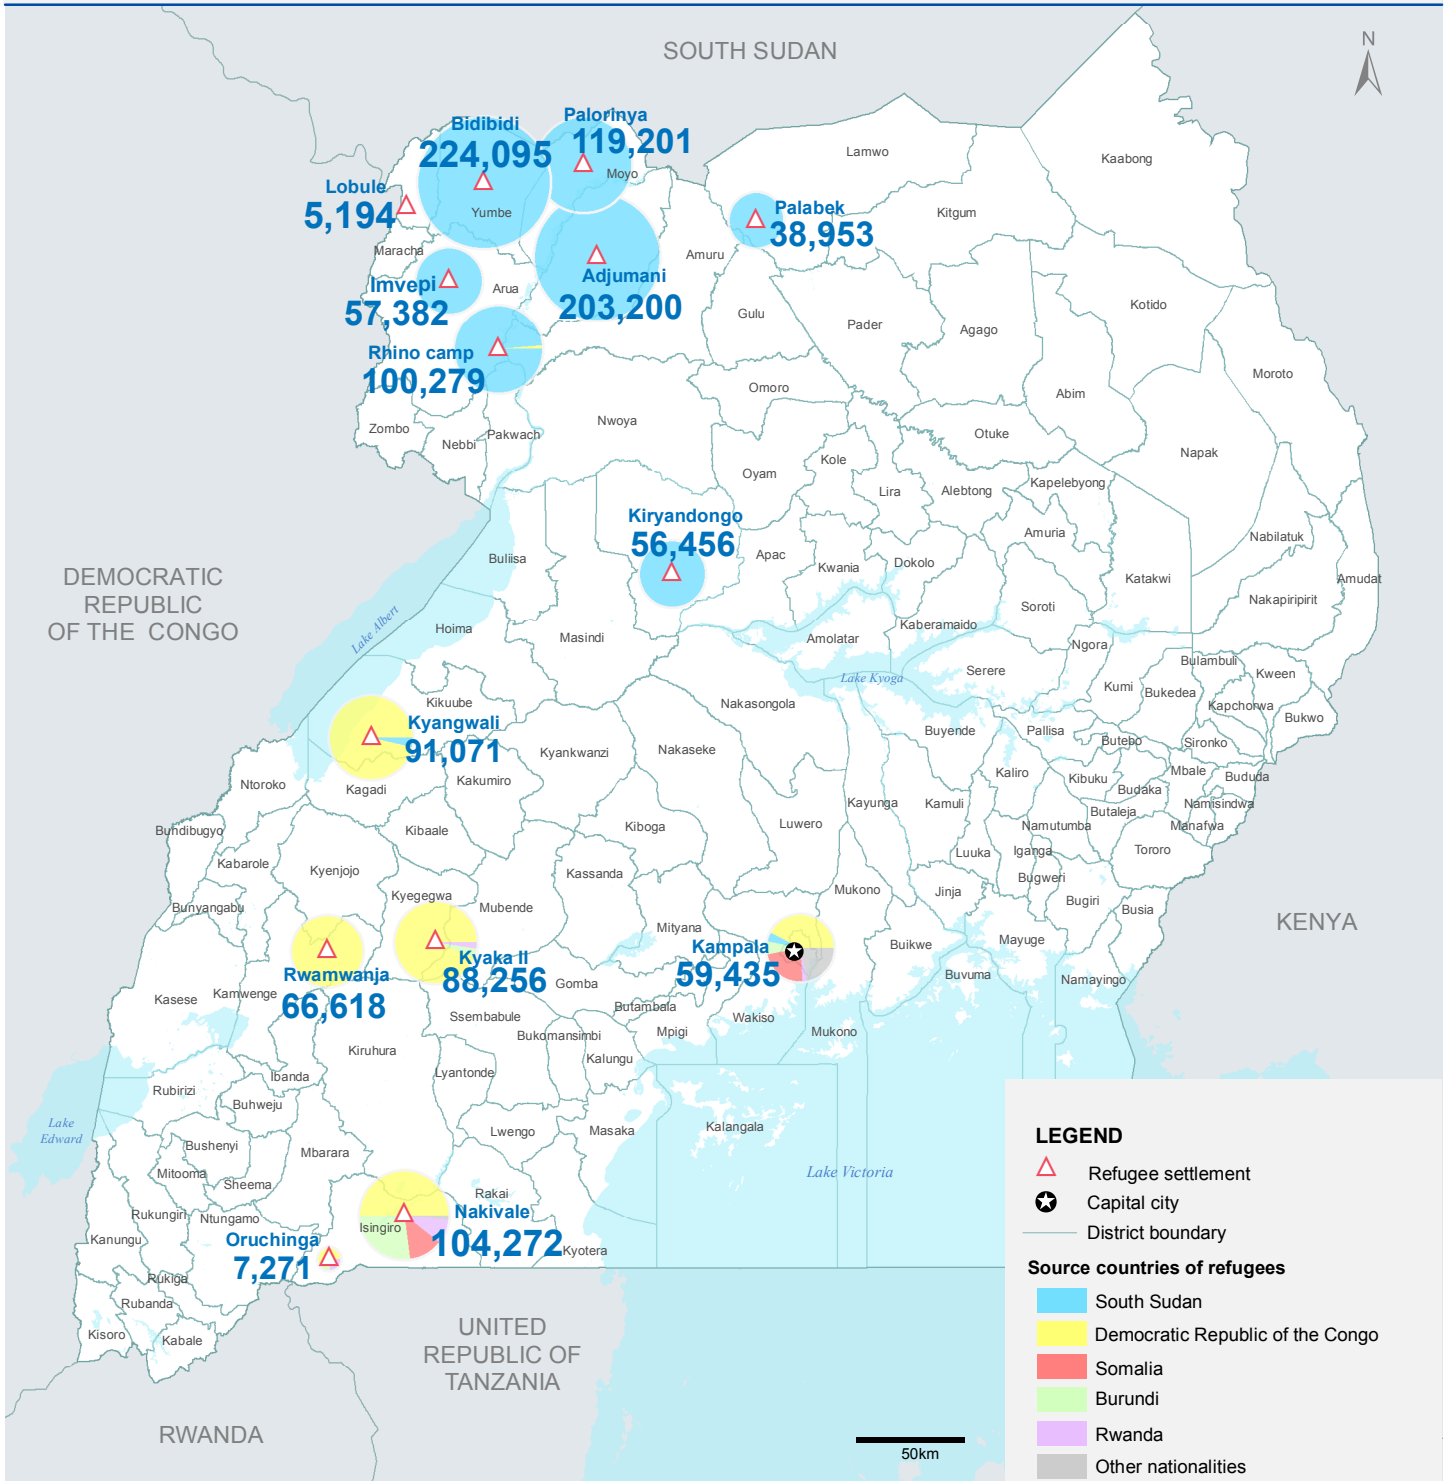 SOUTH SUDAN
N
Bidibidi
224,095
Palorinya
119,201
Moyo
Lamwo
Kaabong
Lobule
5,194
Yumbe
Palabek
38,953
Kitgum
Maracha
Imvepi
57,382
Arua
Adjumani
203,200
Amuru
Gulu
Pader
Agago
Kotido
Rhino camp
100,279
Omoro
Abim
Moroto
Zombo
Nebbi
Pakwach
Nwoya
Otuke
Napak
Oyam
Kole
Lira
Alebtong
Kapelebyong
Kiryandongo
56,456
Amuria
Nabilatuk
Buliisa
Apac
Kwania
Dokolo
Katakwi
Amudat
Nakapiripirit
DEMOCRATIC
REPUBLIC
OF THE CONGO
Lake Albert
Hoima
Masindi
Amolatar
Kaberamaido
Soroti
Ngora
Lake Kyoga
Serere
Bulambuli
Kween
Kumi
Bukedea
Kapchorwa
Bukwo
Kikuube
Kyangwali
91,071
Nakasongola
Buyende
Pallisa
Butebo
Sironko
Kyankwanzi
Nakaseke
Kagadi
Kakumiro
Ntoroko
Kaliro
Kibuku
Mbale
Bududa
Budaka
Kayunga
Kamuli
Butaleja
Namisindwa
Bundibugyo
Kibaale
Kiboga
Luwero
Namutumba
Manafwa
Kabarole
Kyenjojo
Kassanda
Luuka
Iganga
Tororo
Bugweri
Kyegegwa
Mubende
Mukono
Jinja
Bugiri
Busia
Bunyangabu
Mityana
KENYA
Kampala
59,435
Buikwe
Mayuge
Buvuma
Namayingo
Rwamwanja
66,618
Kyaka II
88,256
Kasese
Kamwenge
Gomba
Butambala
Ssembabule
Bukomansimbi
Mpigi
Wakiso
Mukono
Kiruhura
Kalungu
Lyantonde
Ibanda
Rubirizi
Buhweju
Lake
Edward
Lwengo
Masaka
Kalangala
Bushenyi
Mbarara
Mitooma
Sheema
Lake Victoria
Rakai
Rukungiri
Ntungamo
Isingiro
Nakivale
104,272
Kanungu
Oruchinga
7,271
Kyotera
Rukiga
Rubanda
Kisoro
Kabale
UNITED
REPUBLIC OF
TANZANIA
RWANDA
50km
LEGEND
Refugee settlement
Capital city
District boundary
Source countries of refugees
South Sudan
Democratic Republic of the Congo
Somalia
Burundi
Rwanda
Other nationalities